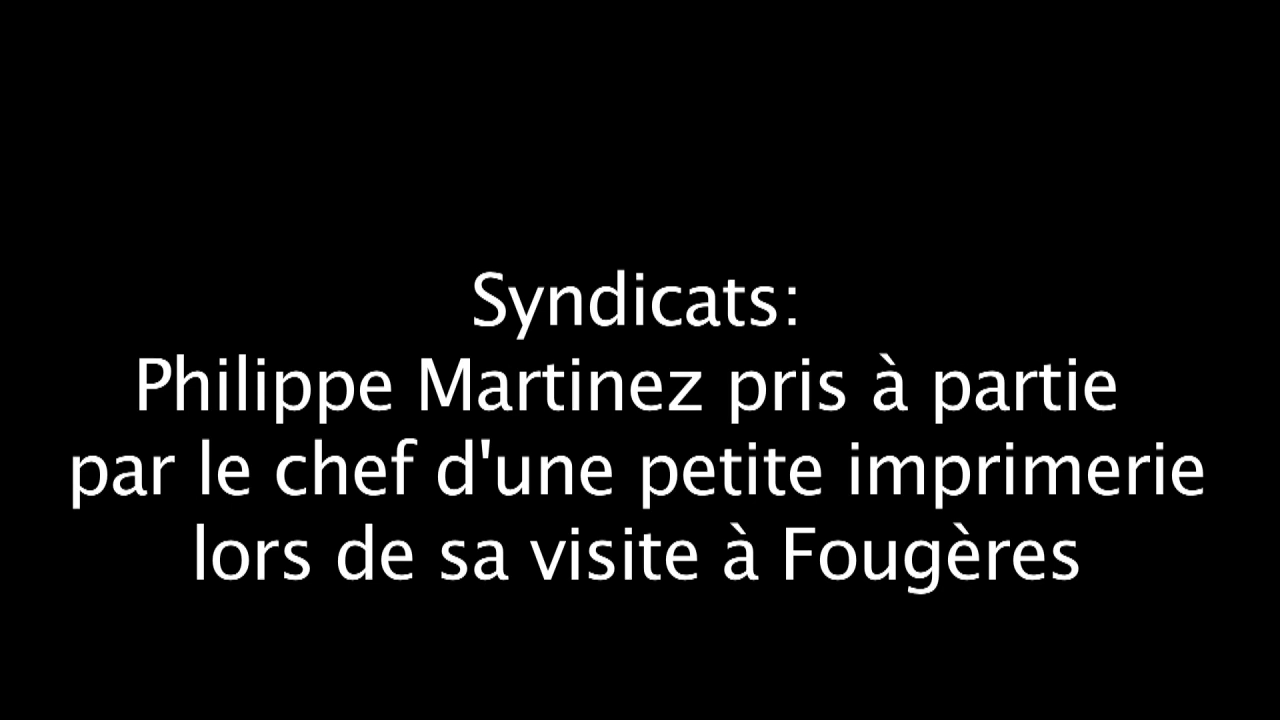 Syndicats:
Philippe Martinez pris à partie
par le chef d'une petite imprimerie
lors de sa visite à Fougères